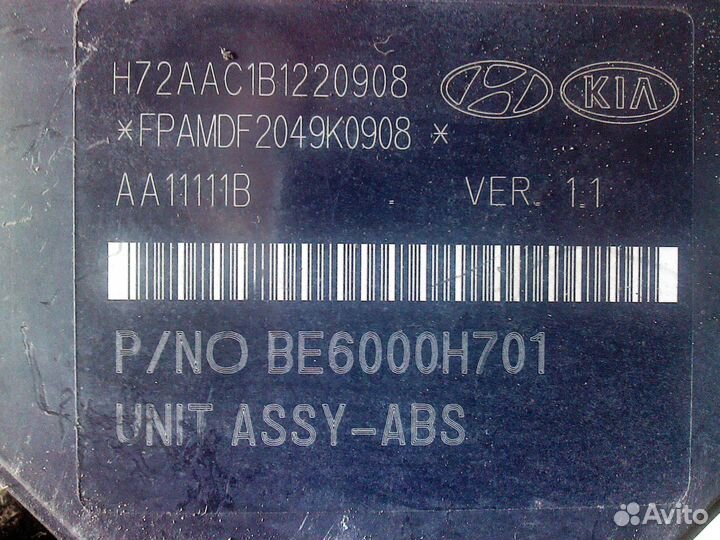 H72AAC1B1220908
KIA
*FPAMDF2049K0908 *
AA11111B VER. 1.1
P/NO BE6000H701
UNIT ASSY-ABS
Avito